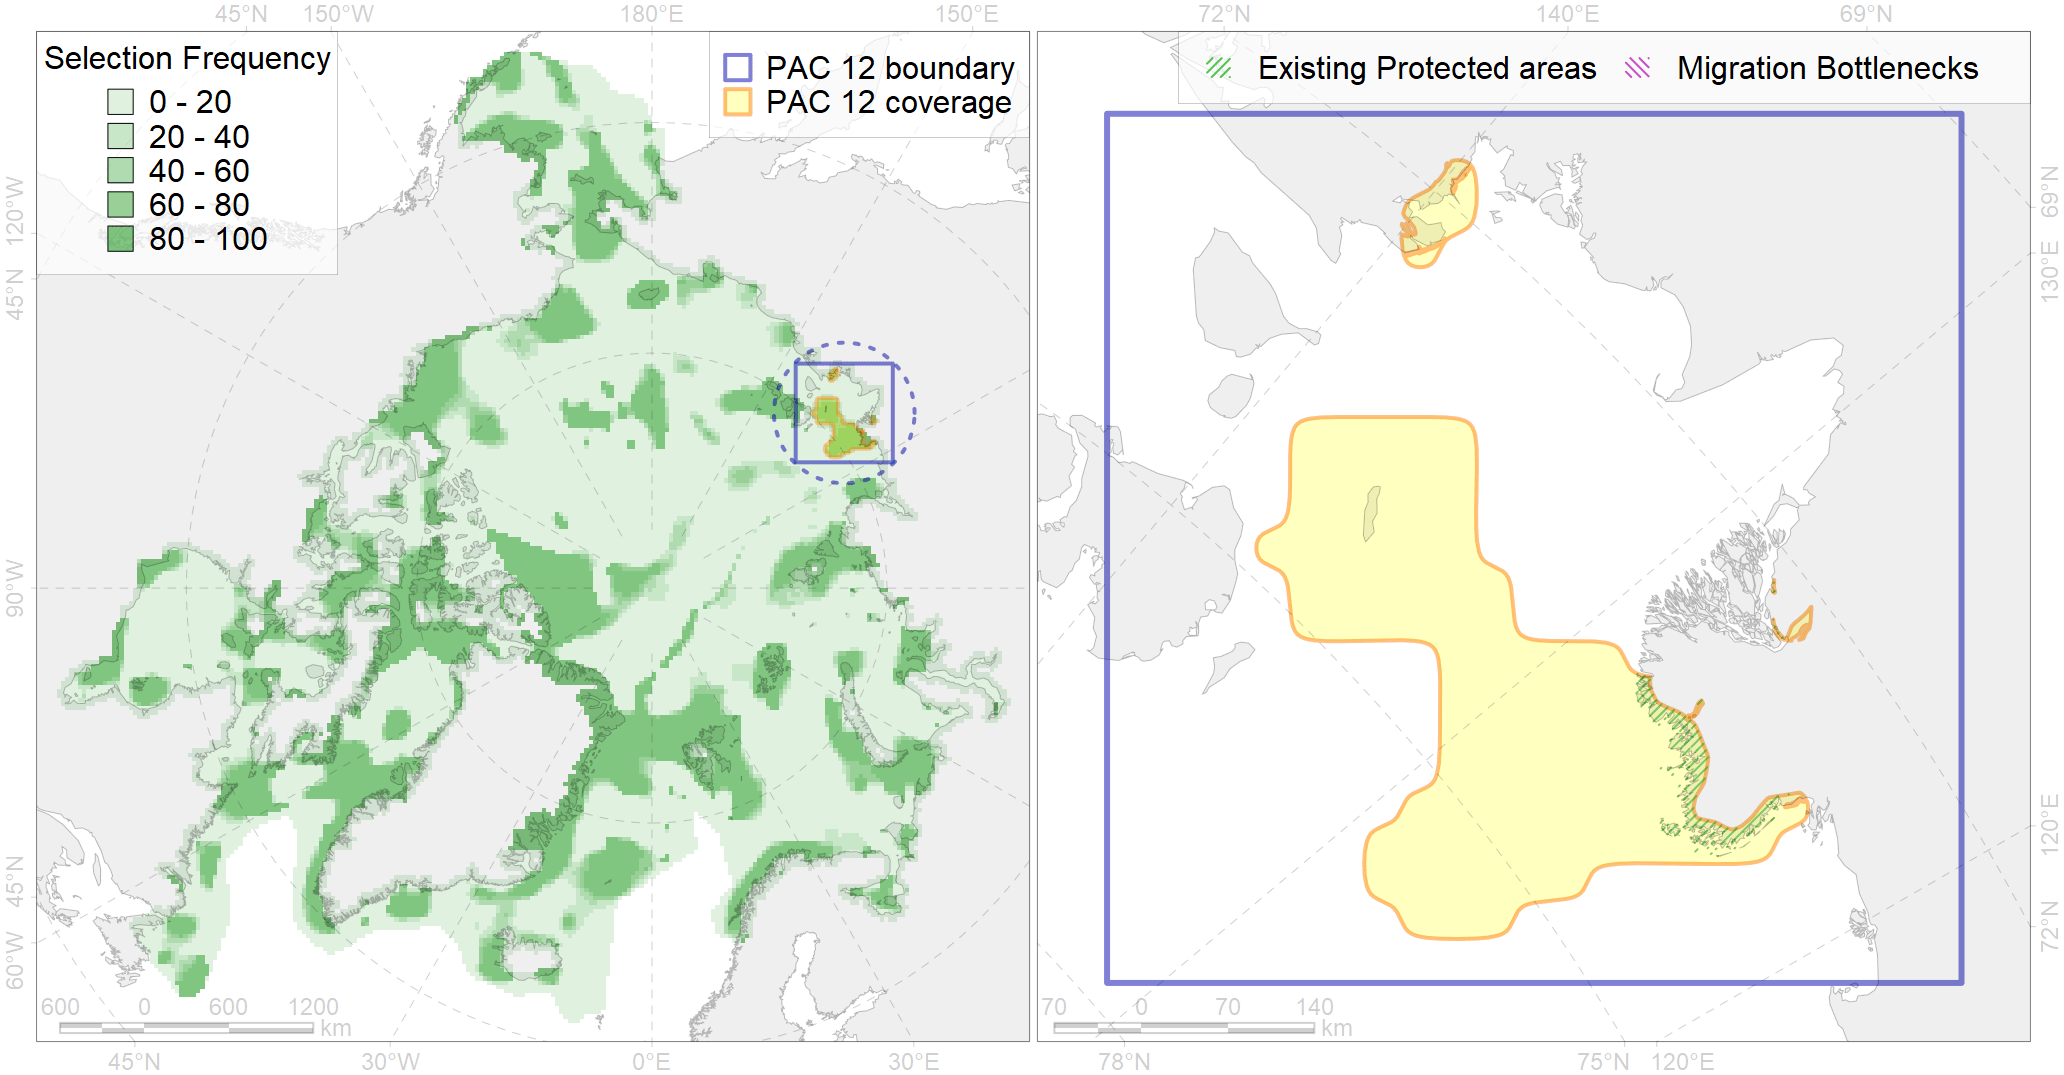 45°N 150°W 180°E 150°E 72°N 140°E 69°N
Selection Frequency
0 - 20
20 - 40
40 - 60
60 - 80
80 - 100
PAC 12 boundary
PAC 12 coverage
Existing Protected areas
Migration Bottlenecks
120°W
45°N
90°W
45°N
60°W
69°N
130°E
120°E
72°N
600 0 600 1200
km
70 0 70 140
km
45°N 30°W 0°E 30°E 78°N 75°N 120°E